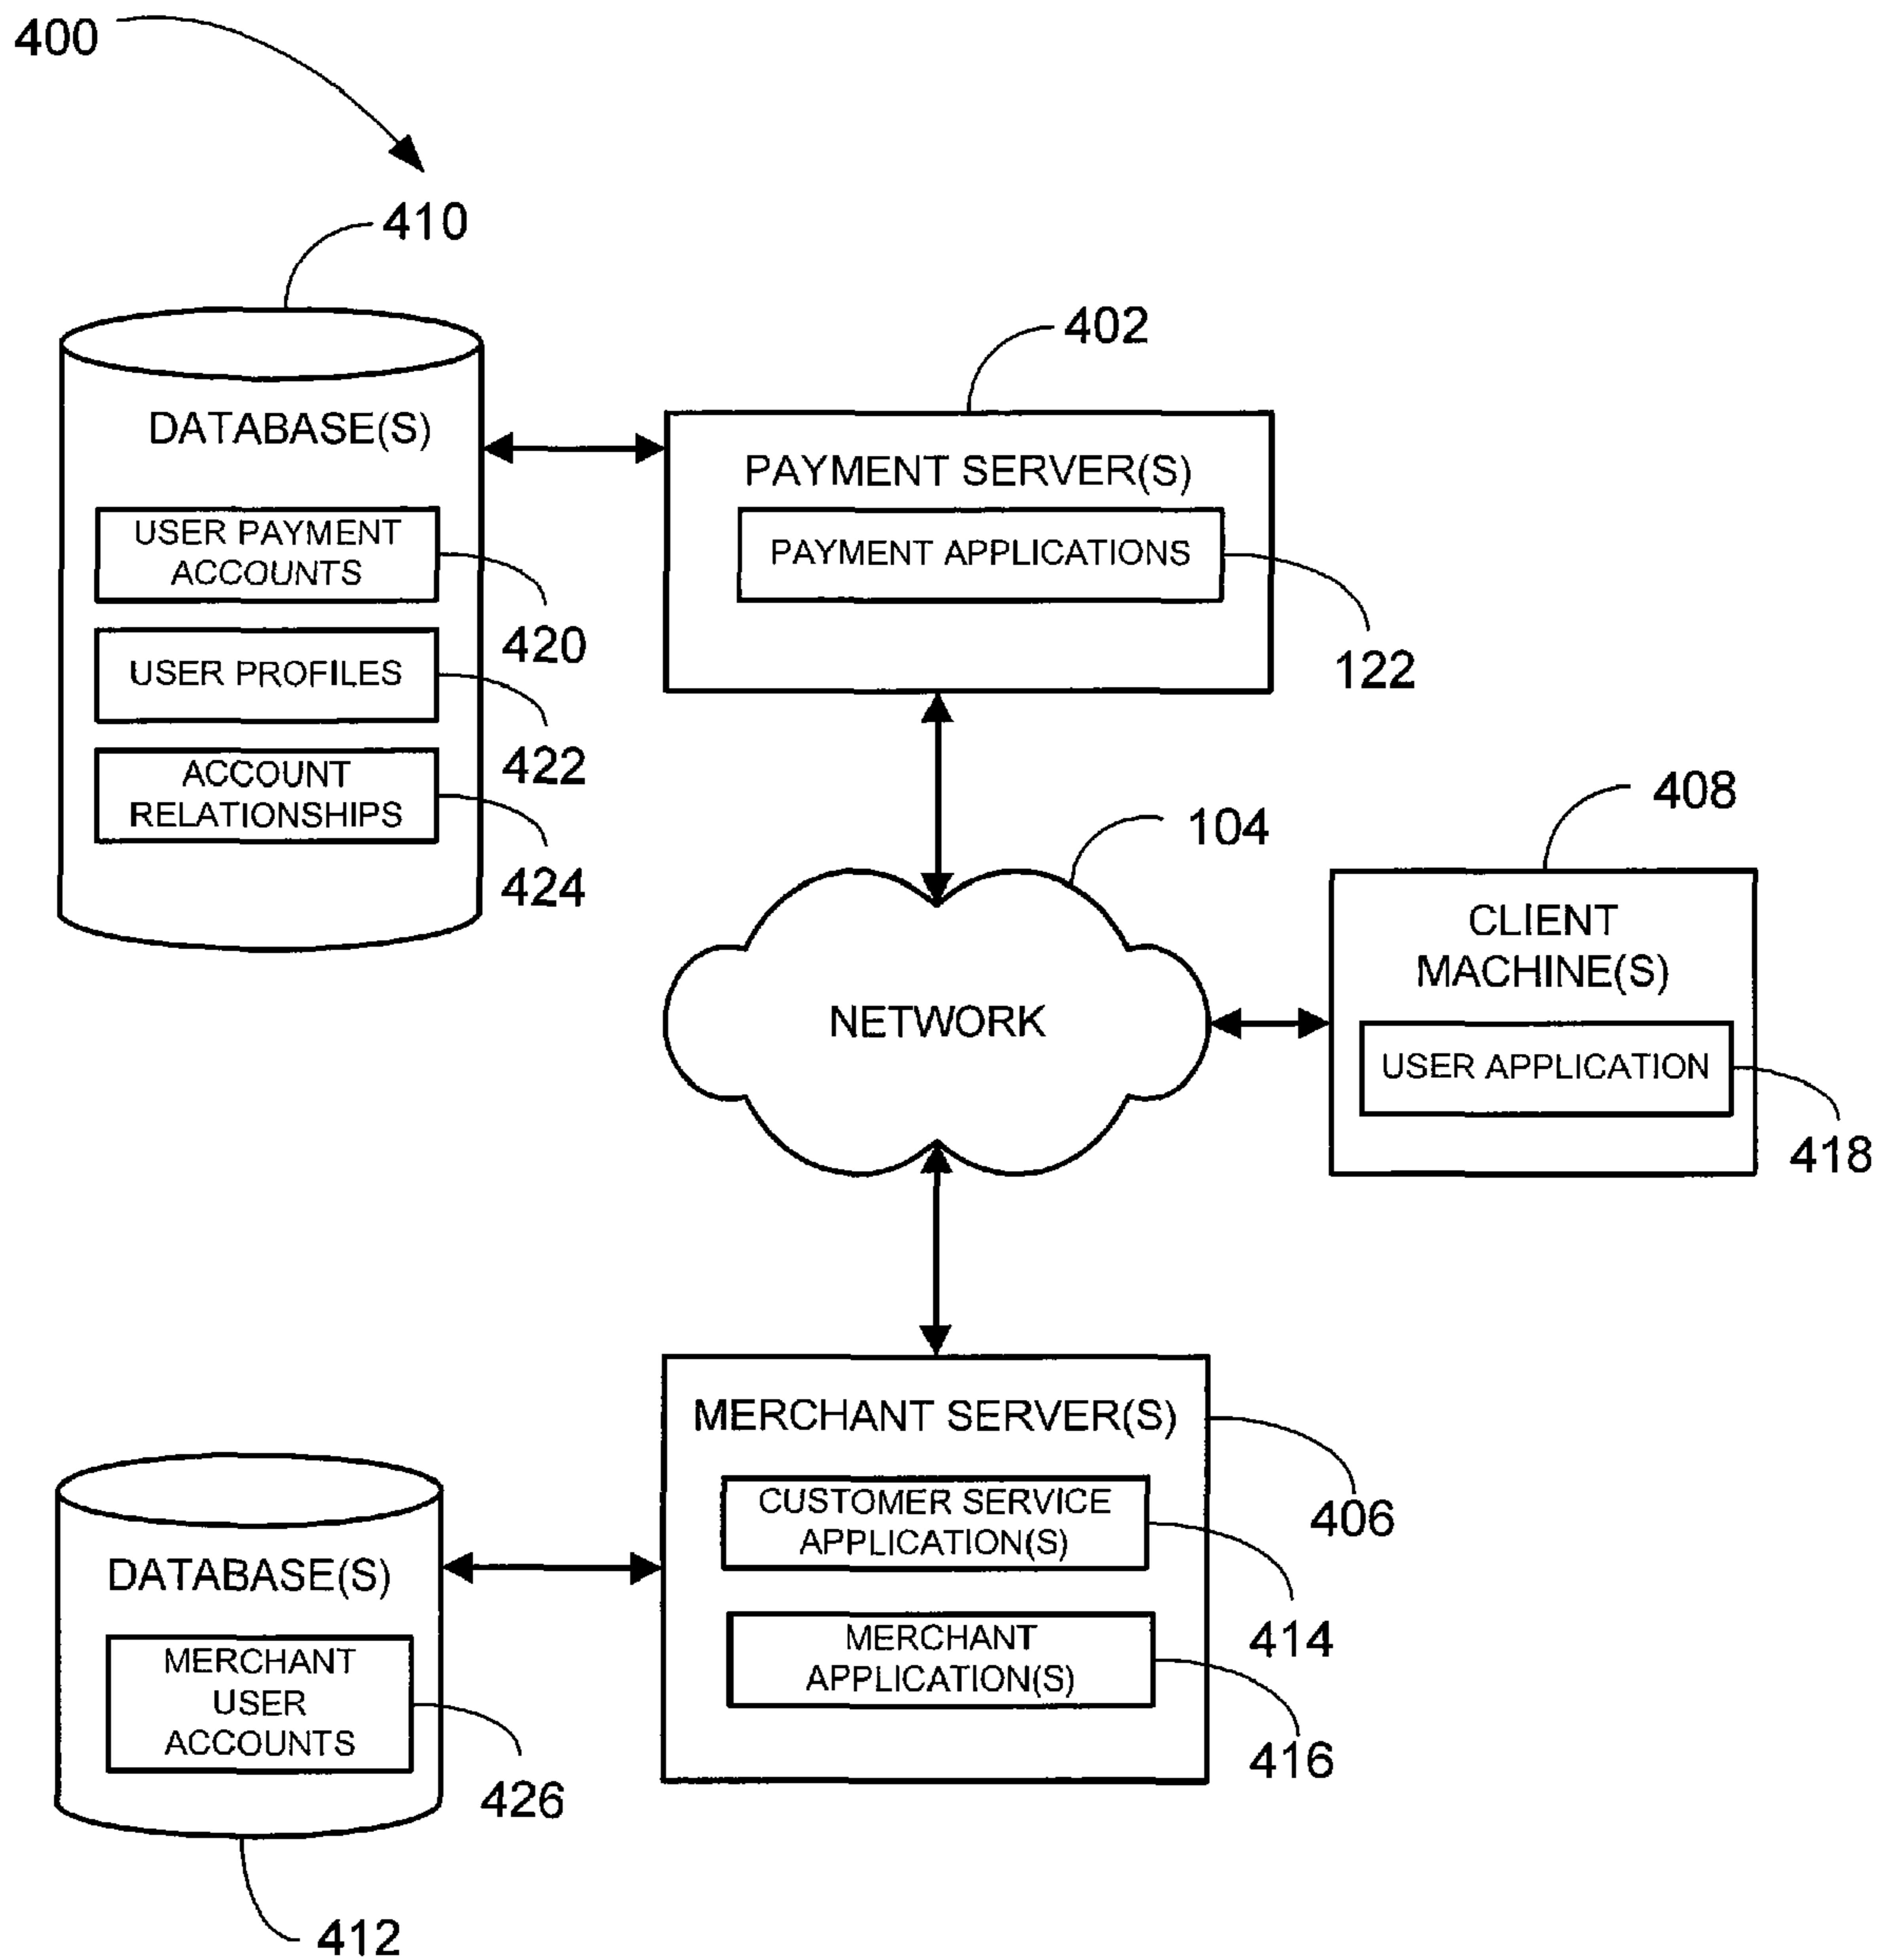 400
410
DATABASE(S)
USER PAYMENT
ACCOUNTS
420
USER PROFILES
422
ACCOUNT
RELATIONSHIPS
424
402
PAYMENT SERVER(S)
PAYMENT APPLICATIONS
122
104
NETWORK
408
CLIENT
MACHINE(S)
USER APPLICATION
418
MERCHANT SERVER(S)
406
CUSTOMER SERVICE
APPLICATION(S)
414
MERCHANT
APPLICATION(S)
416
DATABASE(S)
MERCHANT
USER
ACCOUNTS
426
412